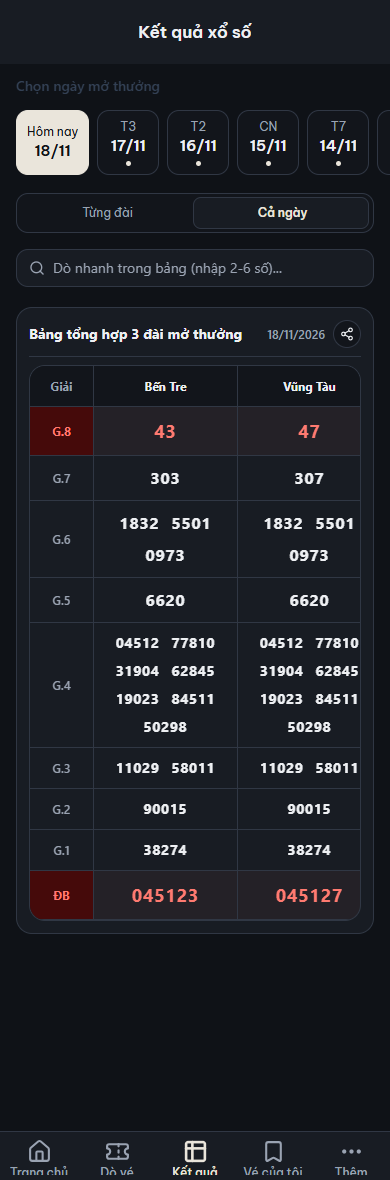 Kết quả xổ số
Chọn ngày mở thưởng
Hôm nay T3 T2 CN T7
18/11 17/11 16/11 15/11 14/11
Từng đài Cả ngày
Dò nhanh trong bảng (nhập 2-6 số)...
Bảng tổng hợp 3 đài mở thưởng 18/11/2026
Giải Bến Tre Vũng Tàu
G.8 43 47
G.7 303 307
G.6 1832 5501 1832 5501
0973 0973
G.5 6620 6620
G.4 04512 77810 04512 77810
31904 62845 31904 62845
19023 84511 19023 84511
50298 50298
G.3 11029 58011 11029 58011
G.2 90015 90015
G.1 38274 38274
ĐB 045123 045127
Trang chủ Dò vé Kết quả Vé của tôi Thêm